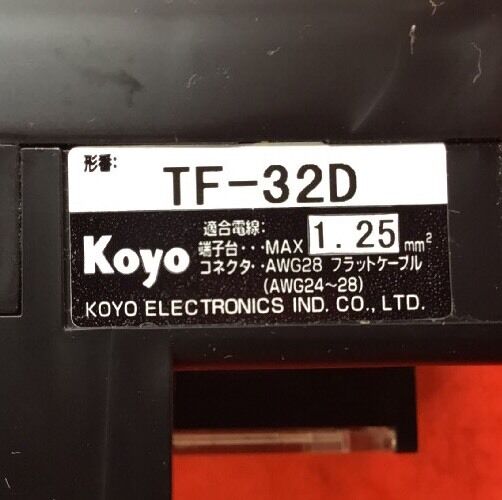 形番:
TF-32D
Koyo
適合電線:
端子台・・・MAX 1.25 mm²
コネクタ・・・AWG28 フラットケーブル
(AWG24~28)
KOYO ELECTRONICS IND. CO., LTD.